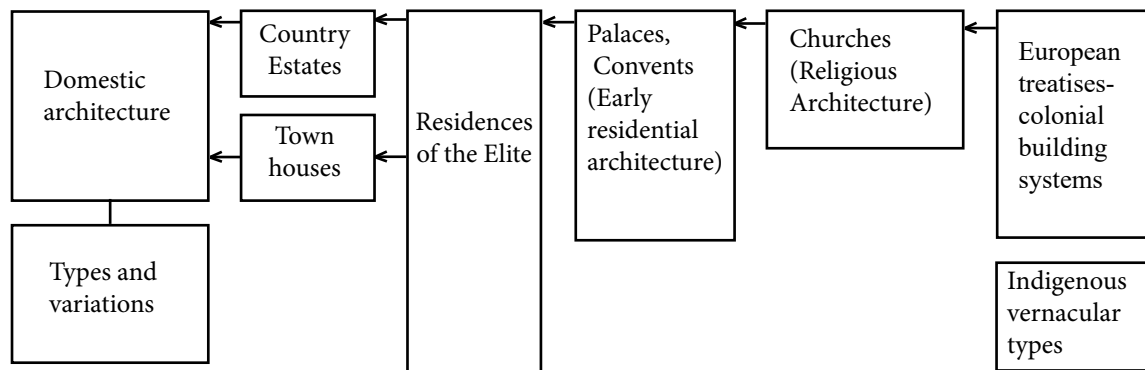 Domestic
architecture
Types and
variations
Country
Estates
Town
houses
Residences
of the Elite
Palaces,
Convents
(Early
residential
architecture)
Churches
(Religious
Architecture)
European
treatises-
colonial
building
systems
Indigenous
vernacular
types